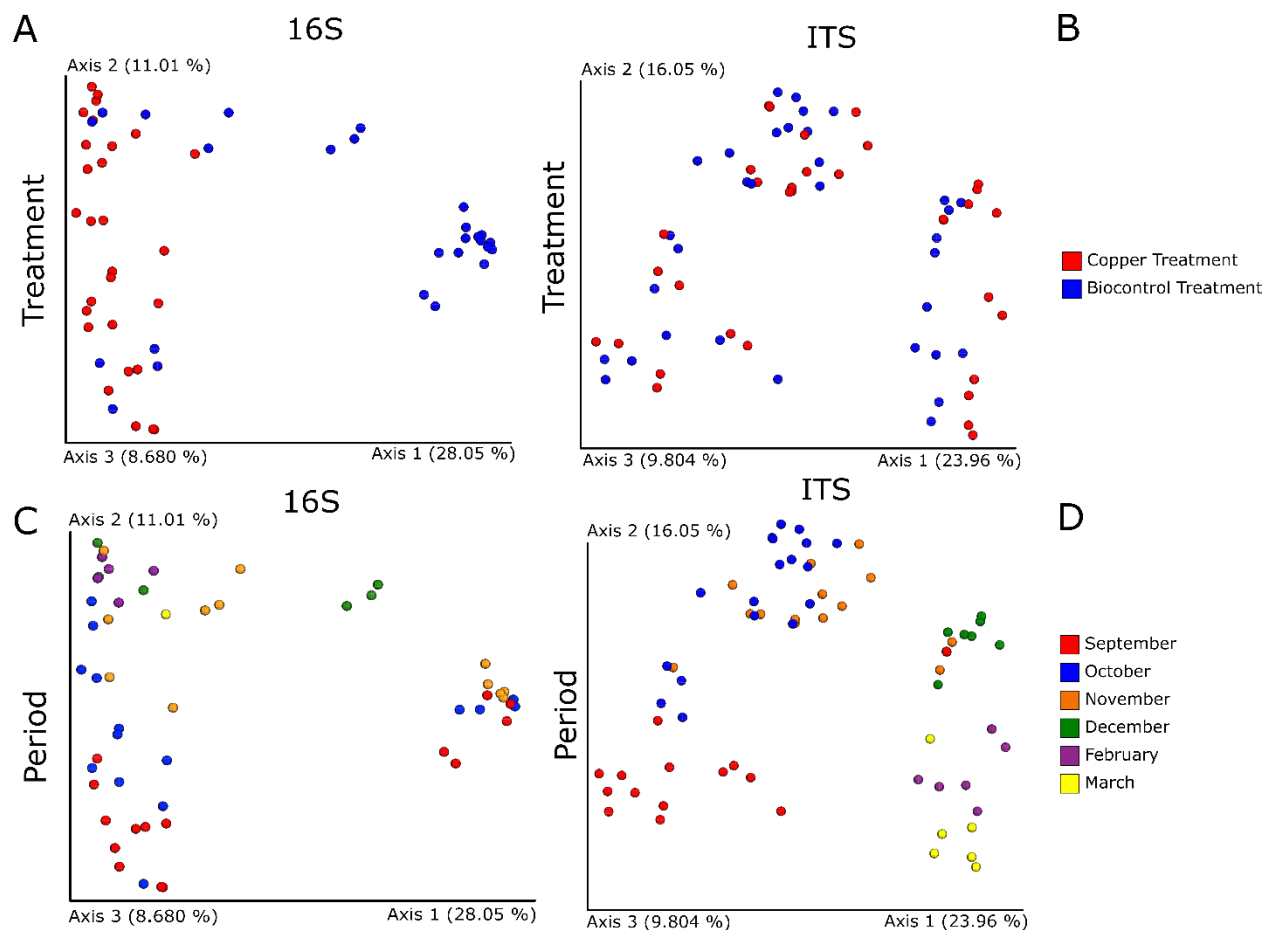 A
16S
ITS
B
Axis 2 (11.01 %)
Axis 2 (16.05 %)
Treatment
Treatment
Copper Treatment
Biocontrol Treatment
Axis 3 (8.680 %)
Axis 1 (28.05 %)
Axis 3 (9.804 %)
Axis 1 (23.96 %)
C
16S
ITS
D
Axis 2 (11.01 %)
Axis 2 (16.05 %)
Period
Period
September
October
November
December
February
March
Axis 3 (8.680 %)
Axis 1 (28.05 %)
Axis 3 (9.804 %)
Axis 1 (23.96 %)